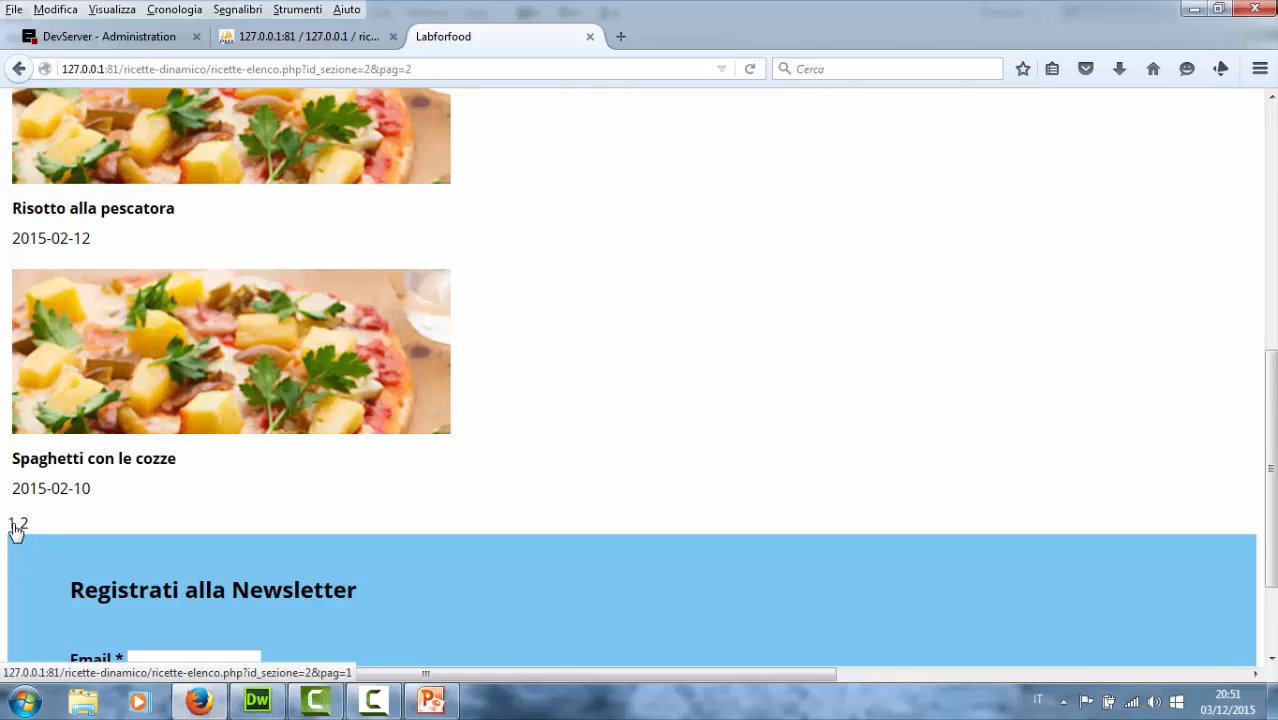 File Modifica Visualizza Cronologia Segnalibri Strumenti Aiuto
DevServer - Administration 127.0.0.1:81 / 127.0.0.1 / ric... Labforfood
127.0.0.1:81/ricette-dinamico/ricette-elenco.php?id_sezione=2&pag=2 Cerca
Risotto alla pescatora
2015-02-12
Spaghetti con le cozze
2015-02-10
1 2
Registrati alla Newsletter
Email *
127.0.0.1:81/ricette-dinamico/ricette-elenco.php?id_sezione=2&pag=1
Dw
IT
20:51
03/12/2015